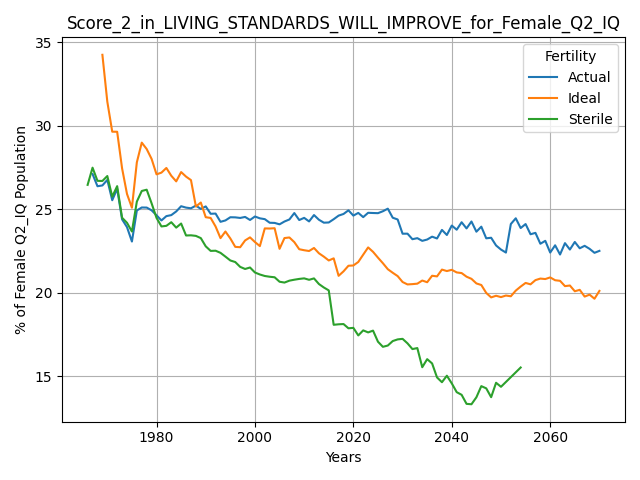 Score_2_in_LIVING_STANDARDS_WILL_IMPROVE_for_Female_Q2_IQ
35
30
25
20
15
% of Female Q2_IQ Population
Fertility
Actual
Ideal
Sterile
1980
2000
2020
2040
2060
Years